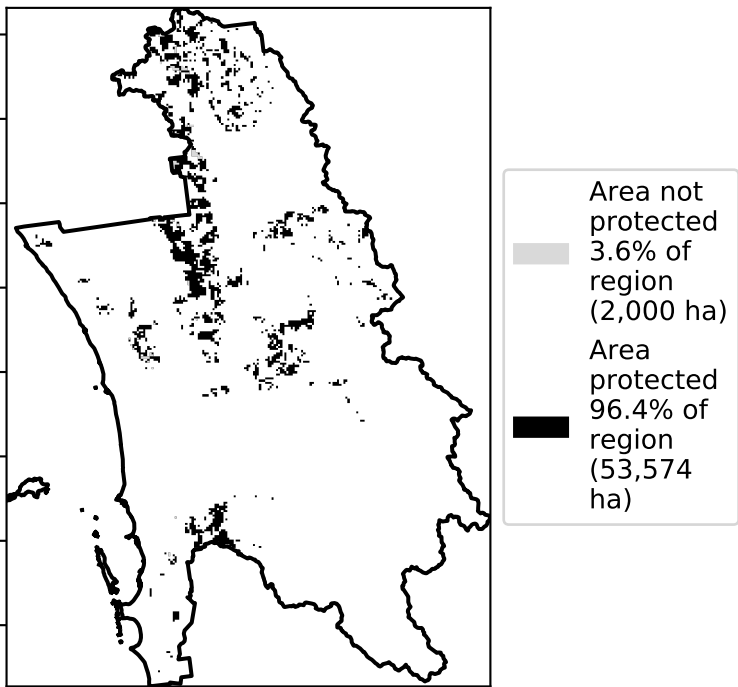 Area not
protected
3.6% of
region
(2,000 ha)
Area
protected
96.4% of
region
(53,574
ha)